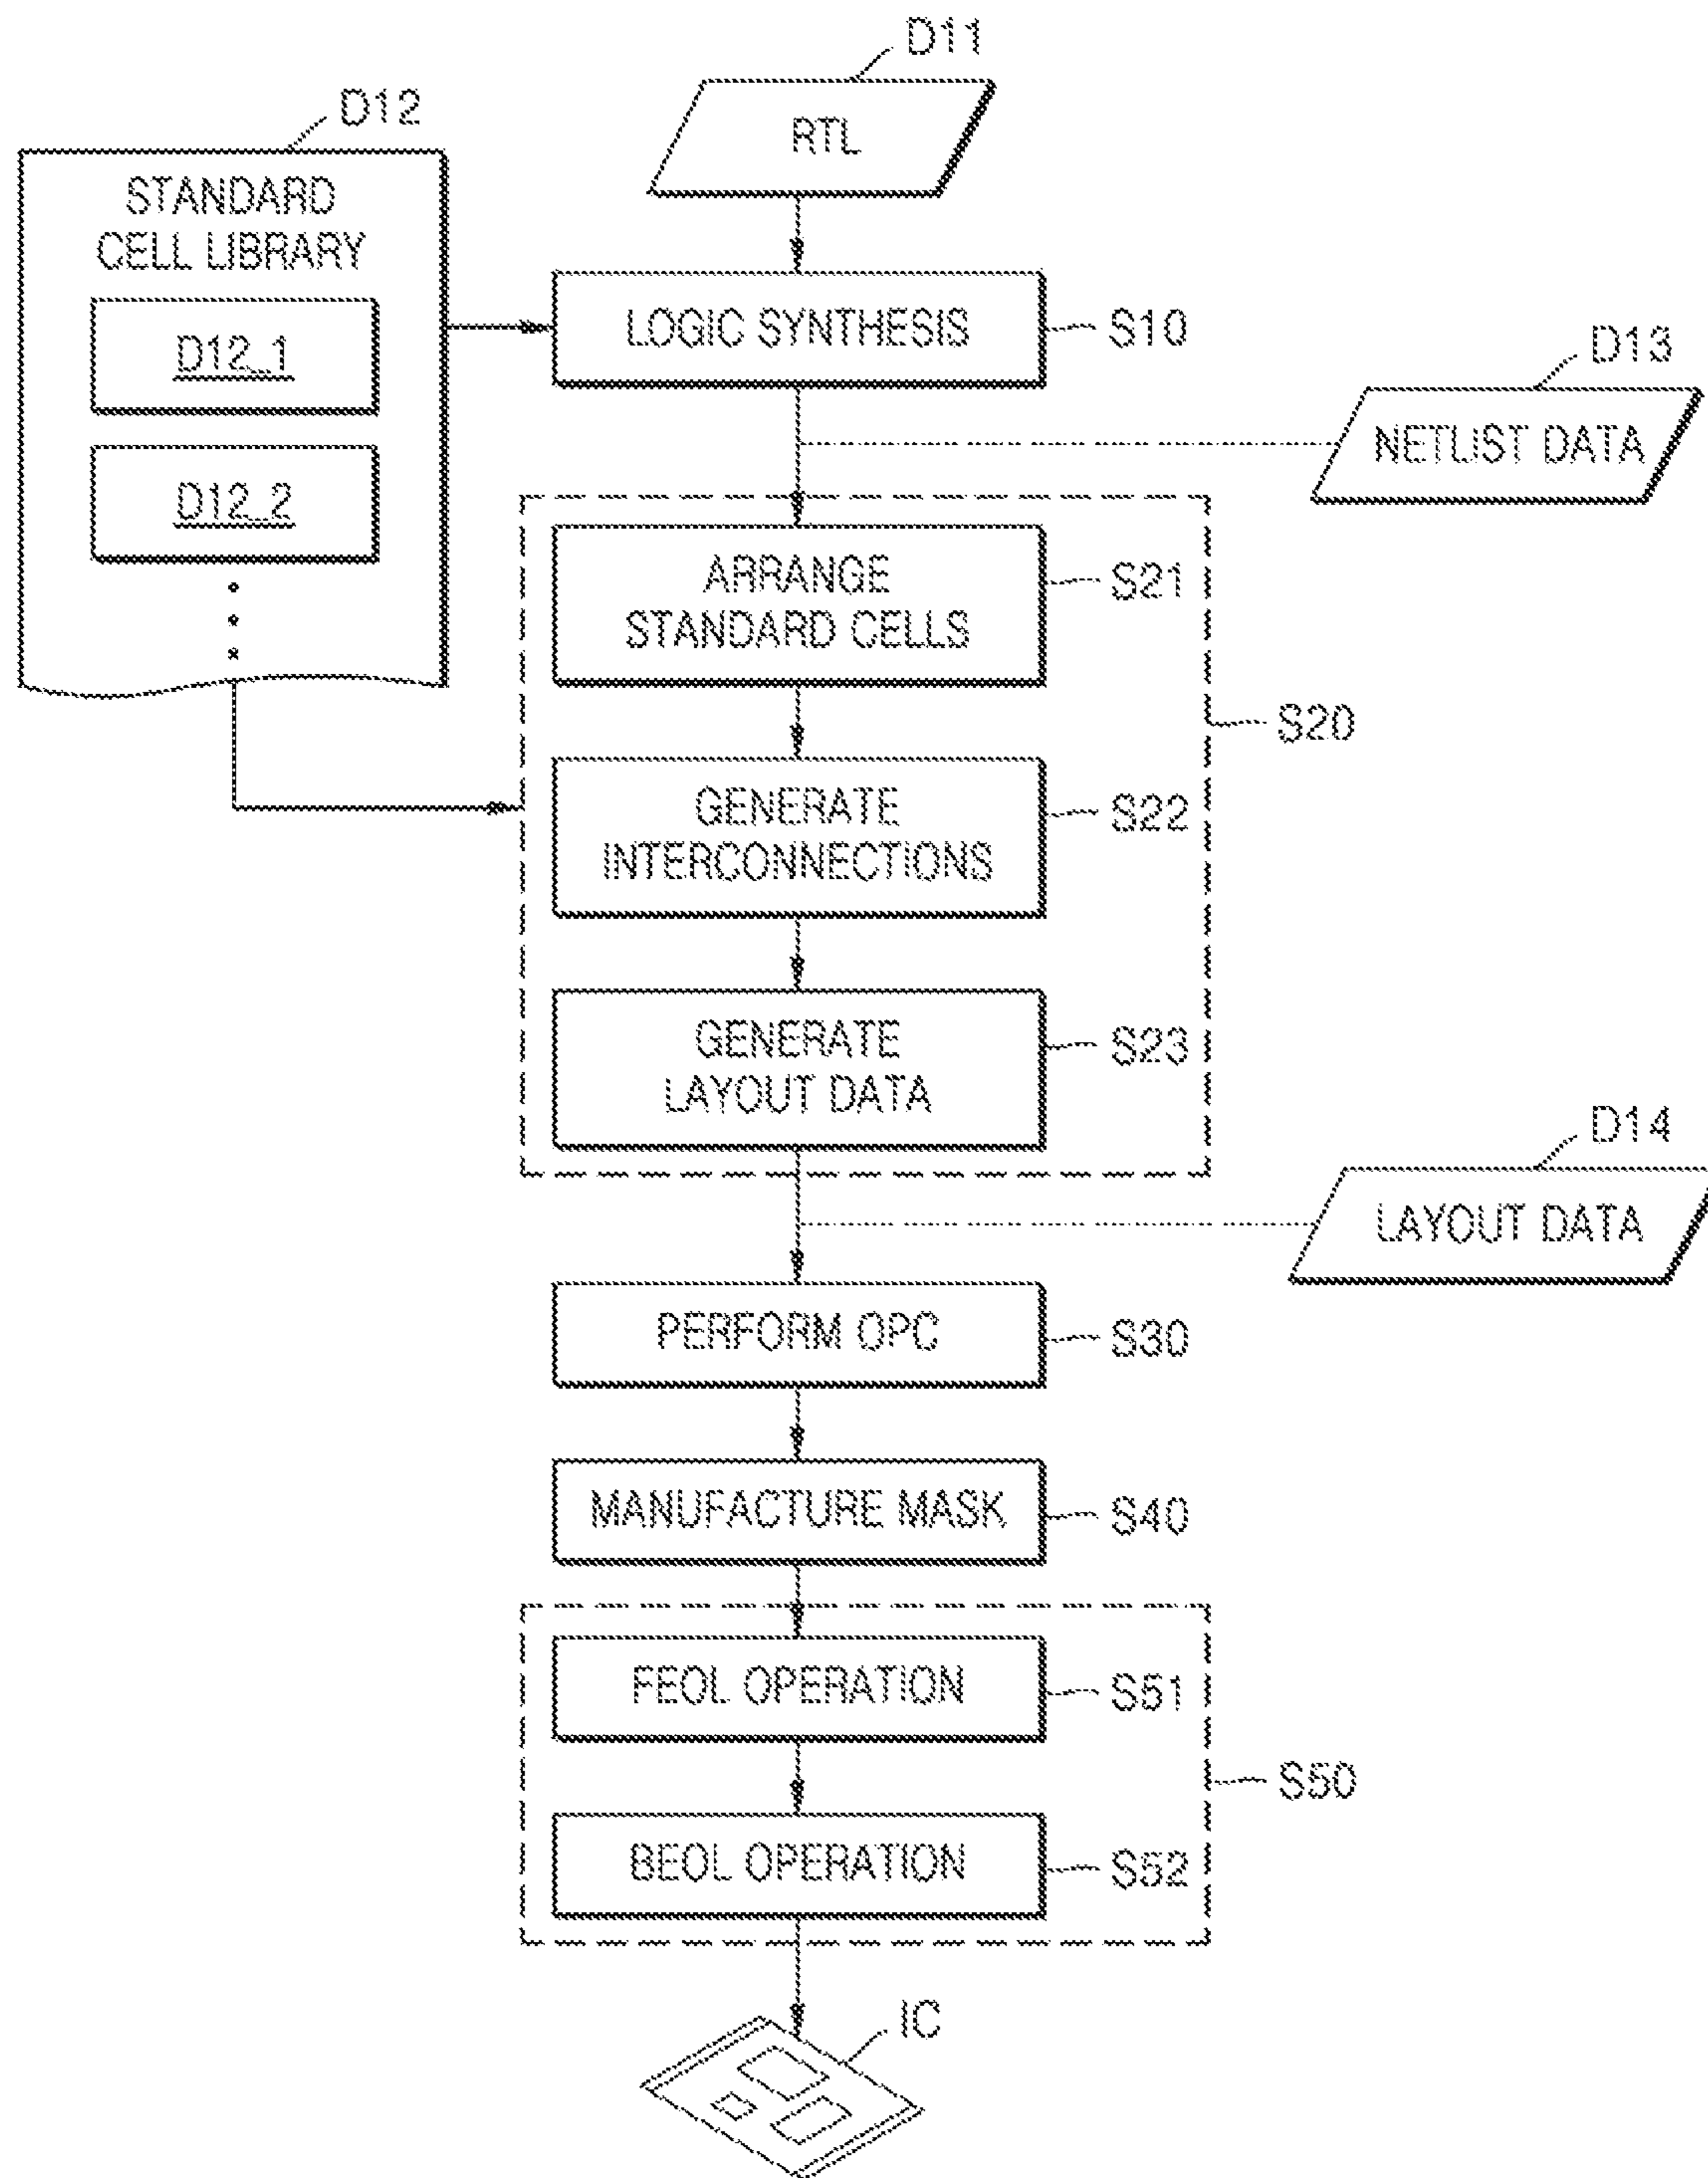 D11
RTL
D12
STANDARD
CELL LIBRARY
D12_1
D12_2
LOGIC SYNTHESIS
S10
D13
NETLIST DATA
ARRANGE
STANDARD CELLS
S21
S20
GENERATE
INTERCONNECTIONS
S22
GENERATE
LAYOUT DATA
S23
D14
LAYOUT DATA
PERFORM OPC
S30
MANUFACTURE MASK
S40
FEOL OPERATION
S51
S50
BEOL OPERATION
S52
IC